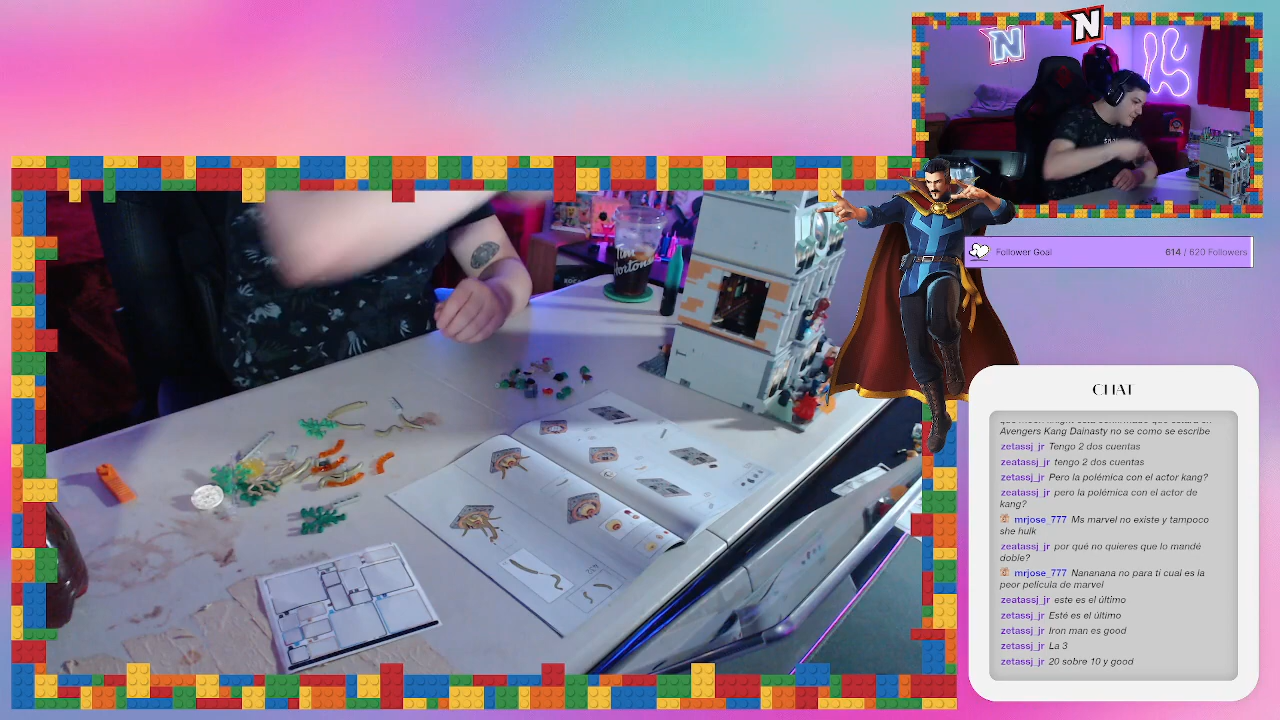 N
N
Follower Goal
614 / 620 Followers
Tim
Hortons
CHAT
Avengers Kang Dainasty no se como se escribe
zetassj_jr Tengo 2 dos cuentas
zeatassj_jr tengo 2 dos cuentas
zetassj_jr Pero la polémica con el actor kang?
zeatassj_jr pero la polémica con el actor de
kang?
mrjose_777 Ms marvel no existe y tampoco
she hulk
zeatassj_jr por qué no quieres que lo mandé
doble?
mrjose_777 Nananana no para ti cual es la
peor película de marvel
zeatassj_jr este es el último
zetassj_jr Esté es el último
zetassj_jr Iron man es good
zetassj_jr La 3
zetassj_jr 20 sobre 10 y good